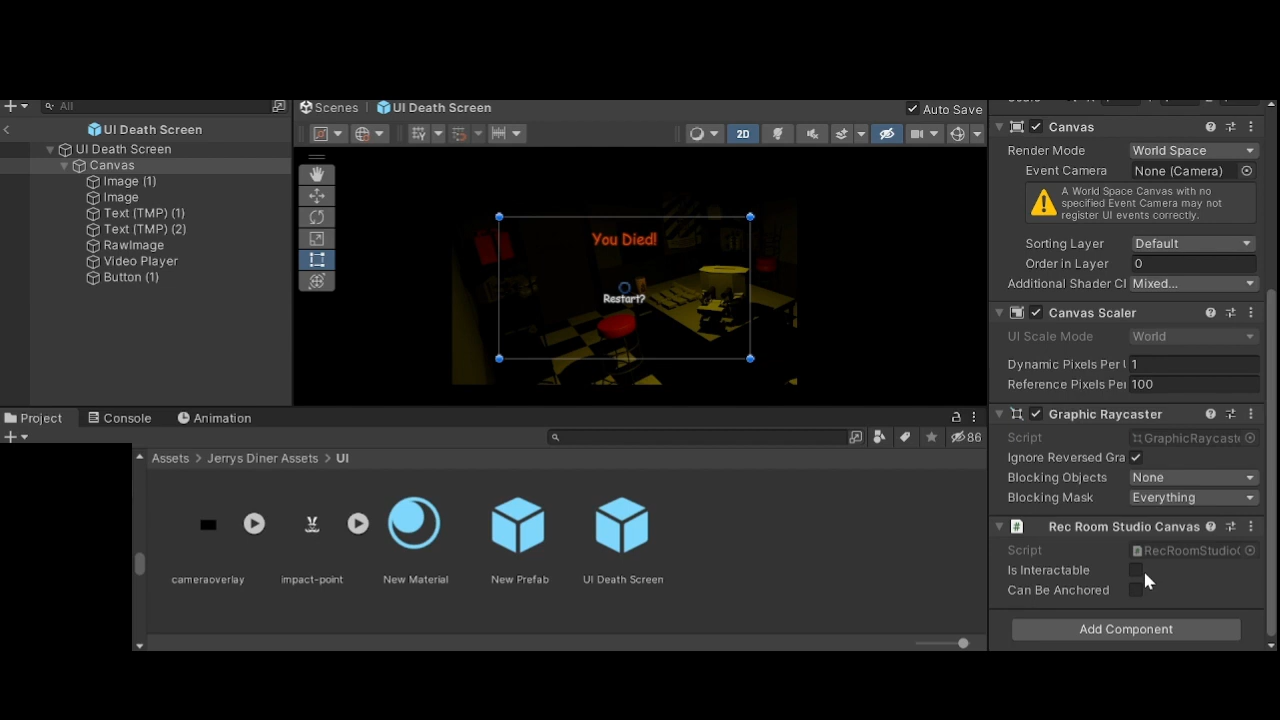 All
Scenes
UI Death Screen
Auto Save
UI Death Screen
UI Death Screen
Canvas
Image (1)
Image
Text (TMP) (1)
Text (TMP) (2)
RawImage
Video Player
Button (1)
2D
You Died!
Restart?
Canvas
Render Mode World Space
Event Camera None (Camera)
A World Space Canvas with no
specified Event Camera may not
register UI events correctly.
Sorting Layer Default
Order in Layer 0
Additional Shader Cl Mixed...
Canvas Scaler
UI Scale Mode World
Dynamic Pixels Per 1
Reference Pixels Per 100
Graphic Raycaster
Script GraphicRaycast
Ignore Reversed Gra
Blocking Objects None
Blocking Mask Everything
# Rec Room Studio Canvas
Script RecRoomStudio
Is Interactable
Can Be Anchored
Add Component
Project
Console
Animation
86
Assets > Jerrys Diner Assets > UI
cameraoverlay
impact-point
New Material
New Prefab
UI Death Screen